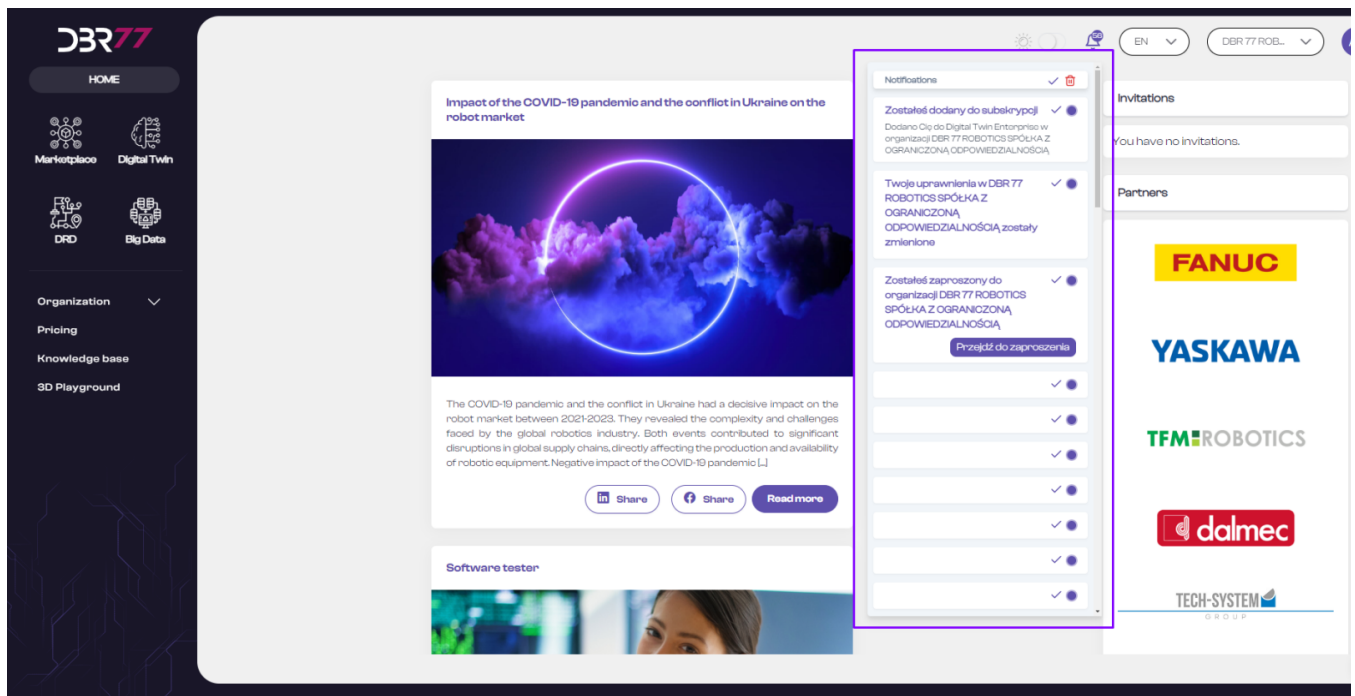 DBR77
HOME
Marketplace
Digital Twin
DRD
Big Data
Organization
Pricing
Knowledge base
3D Playground
56
EN
DBR 77 ROB...
Impact of the COVID-19 pandemic and the conflict in Ukraine on the
robot market
The COVID-19 pandemic and the conflict in Ukraine had a decisive impact on the
robot market between 2021-2023. They revealed the complexity and challenges
faced by the global robotics industry. Both events contributed to significant
disruptions in global supply chains, directly affecting the production and availability
of robotic equipment. Negative impact of the COVID-19 pandemic [...]
Share
Share
Read more
Software tester
Notifications
Zostałeś dodany do subskrypcji
Dodano Cię do Digital Twin Enterprise w
organizacji DBR 77 ROBOTICS SPÓŁKA Z
OGRANICZONĄ ODPOWIEDZIALNOŚCIĄ
Twoje uprawnienia w DBR 77
ROBOTICS SPÓŁKA Z
OGRANICZONĄ
ODPOWIEDZIALNOŚCIĄ zostały
zmienione
Zostałeś zaproszony do
organizacji DBR 77 ROBOTICS
SPÓŁKA Z OGRANICZONĄ
ODPOWIEDZIALNOŚCIĄ
Przejdź do zaproszenia
Invitations
You have no invitations.
Partners
FANUC
YASKAWA
TFM ROBOTICS
dalmec
TECH-SYSTEM
GROUP